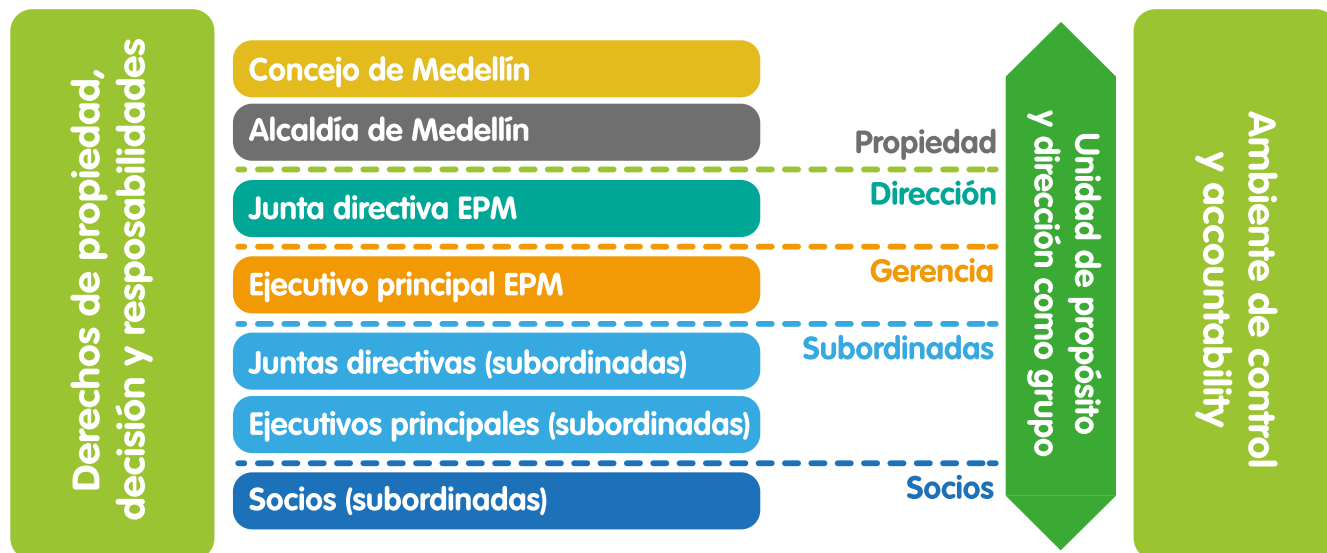 Derechos de propiedad,
decisión y resposabilidades
Concejo de Medellín
Alcaldía de Medellín
Propiedad
Dirección
Junta directiva EPM
Gerencia
Ejecutivo principal EPM
Subordinadas
Juntas directivas (subordinadas)
Ejecutivos principales (subordinadas)
Socios
Socios (subordinadas)
Unidad de propósito
y dirección como grupo
Ambiente de control
y accountability